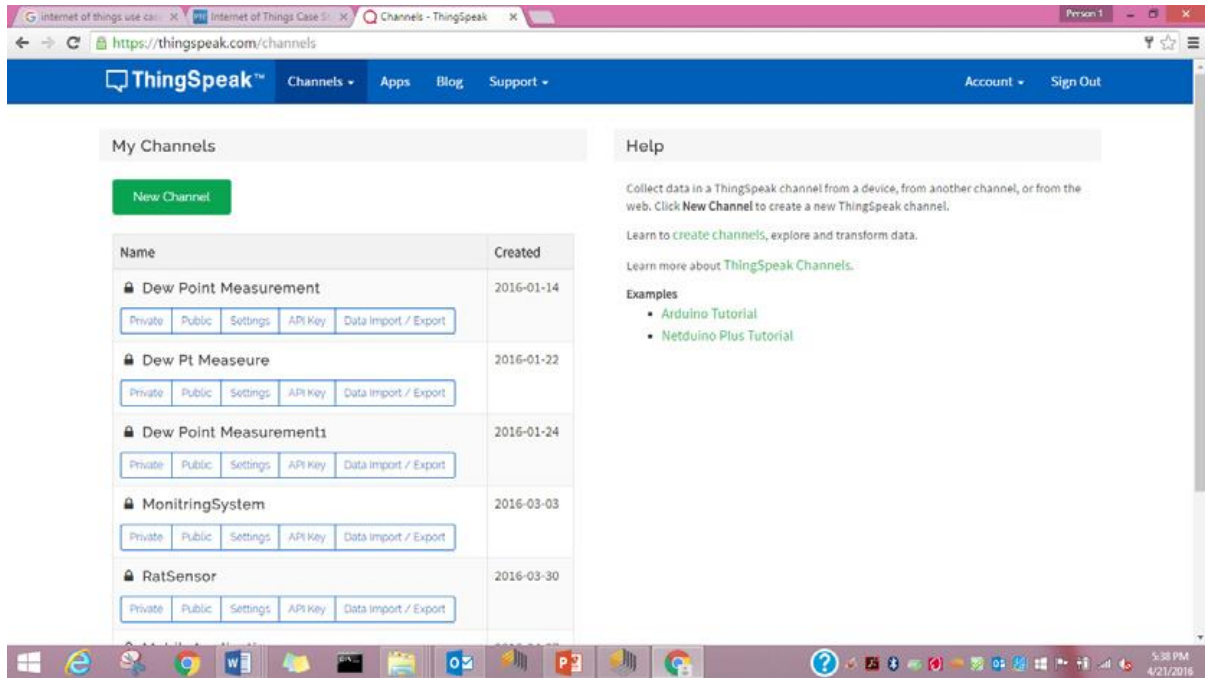 internet of things use cas
Internet of Things Case St
Channels - ThingSpeak
Person 1
https://thingspeak.com/channels
ThingSpeak™
Channels
Apps
Blog
Support
Account
Sign Out
My Channels
New Channel
Name Created
Dew Point Measurement 2016-01-14
Private Public Settings API Key Data Import / Export
Dew Pt Measeure 2016-01-22
Private Public Settings API Key Data Import / Export
Dew Point Measurement1 2016-01-24
Private Public Settings API Key Data Import / Export
MonitringSystem 2016-03-03
Private Public Settings API Key Data Import / Export
RatSensor 2016-03-30
Private Public Settings API Key Data Import / Export
Help
Collect data in a ThingSpeak channel from a device, from another channel, or from the
web. Click New Channel to create a new ThingSpeak channel.
Learn to create channels, explore and transform data.
Learn more about ThingSpeak Channels.
Examples
Arduino Tutorial
Netduino Plus Tutorial
5:38 PM
4/21/2016